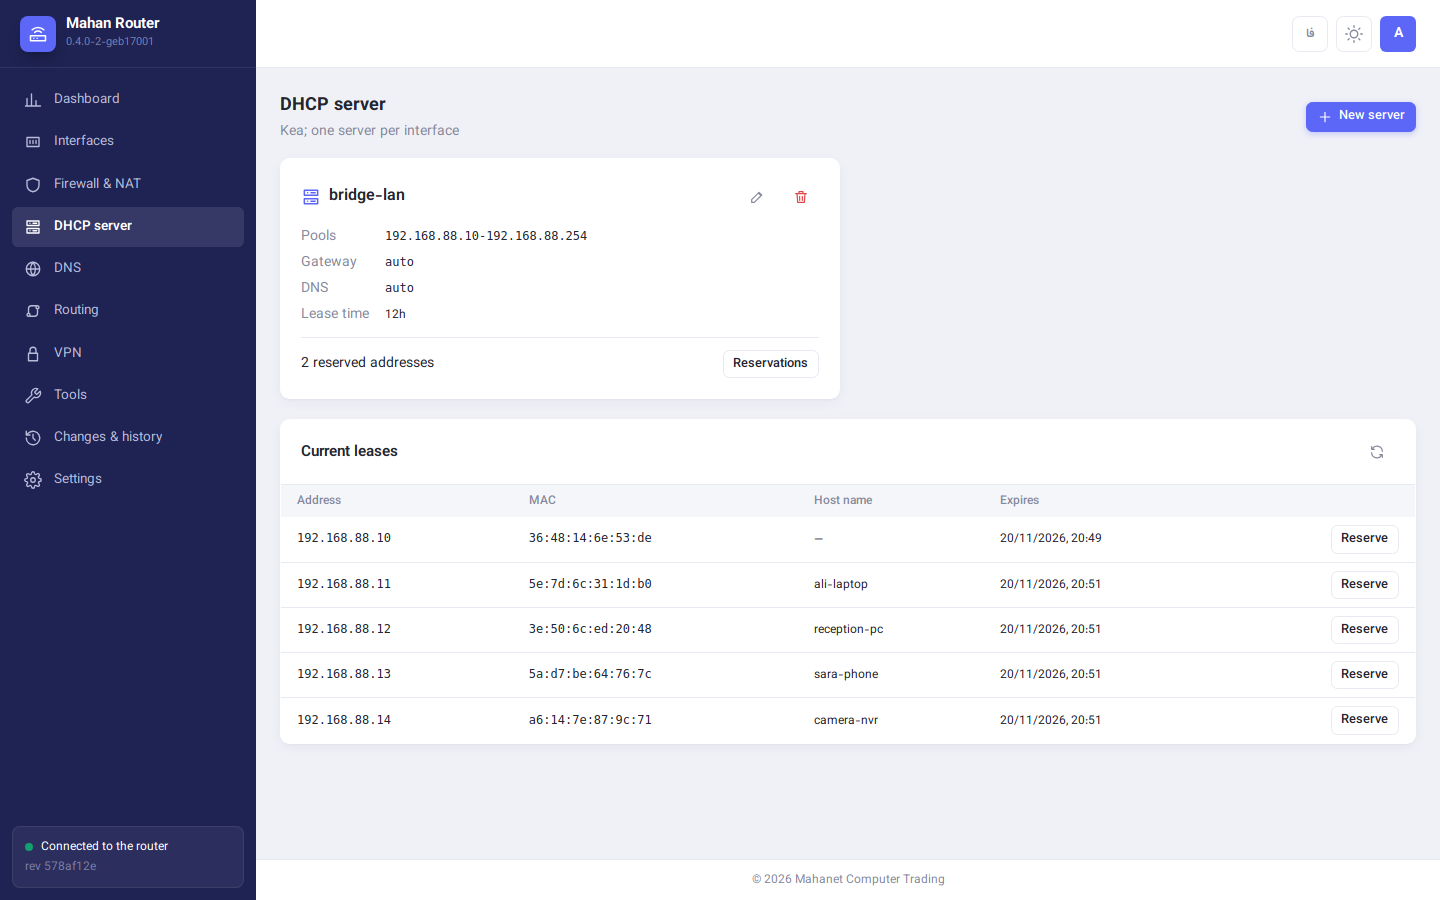 Mahan Router
0.4.0-2-geb17001
فا
A
Dashboard
Interfaces
Firewall & NAT
DHCP server
DNS
Routing
VPN
Tools
Changes & history
Settings
Connected to the router
rev 578af12e
DHCP server
Kea; one server per interface
New server
bridge-lan
Pools 192.168.88.10-192.168.88.254
Gateway auto
DNS auto
Lease time 12h
2 reserved addresses Reservations
Current leases
Address MAC Host name Expires
192.168.88.10 36:48:14:6e:53:de — 20/11/2026, 20:49 Reserve
192.168.88.11 5e:7d:6c:31:1d:b0 ali-laptop 20/11/2026, 20:51 Reserve
192.168.88.12 3e:50:6c:ed:20:48 reception-pc 20/11/2026, 20:51 Reserve
192.168.88.13 5a:d7:be:64:76:7c sara-phone 20/11/2026, 20:51 Reserve
192.168.88.14 a6:14:7e:87:9c:71 camera-nvr 20/11/2026, 20:51 Reserve
© 2026 Mahanet Computer Trading